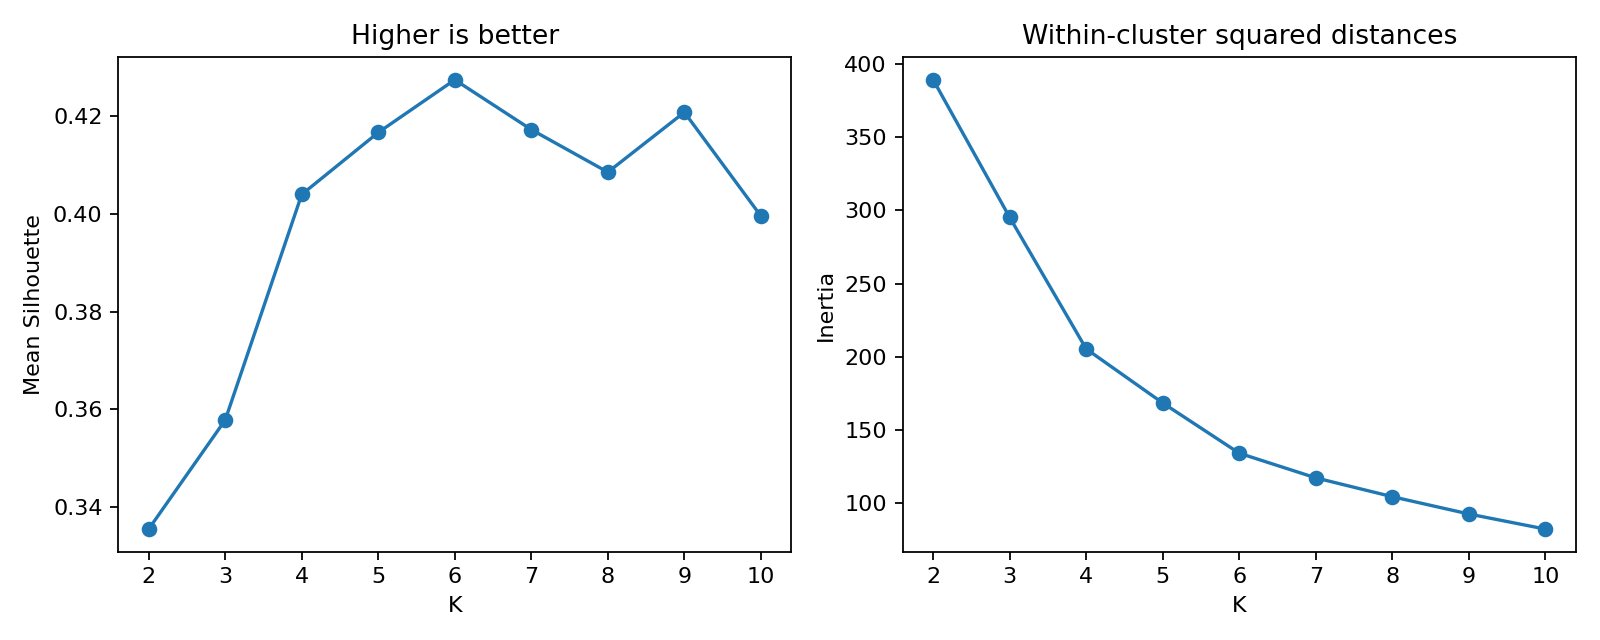 Higher is better
Mean Silhouette
0.42
0.40
0.38
0.36
0.34
2 3 4 5 6 7 8 9 10
K
Within-cluster squared distances
Inertia
400
350
300
250
200
150
100
2 3 4 5 6 7 8 9 10
K